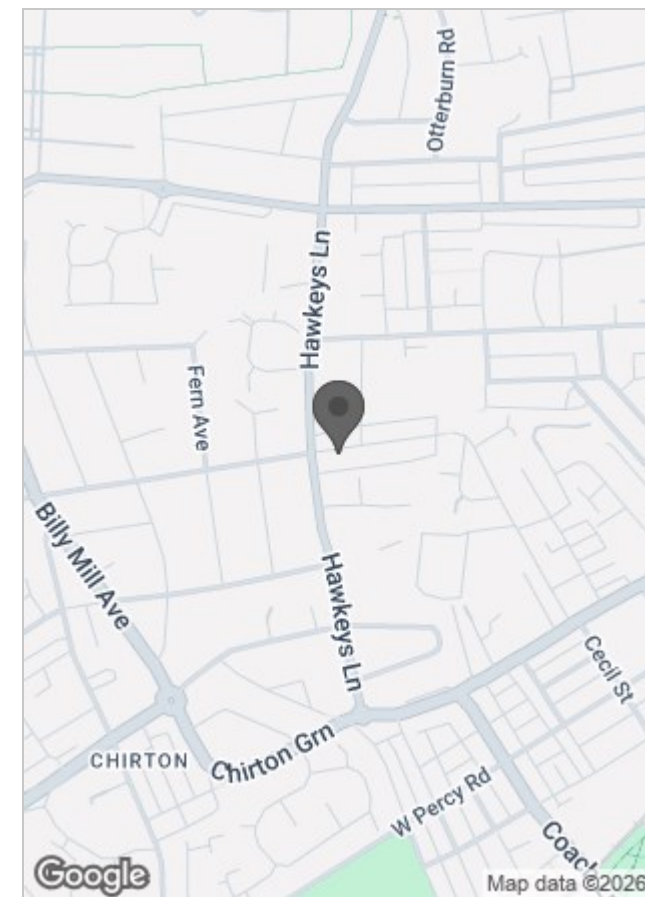 Otterburn Rd
Hawkeys Ln
Fern Ave
Billy Mill Ave
Hawkeys Ln
Cecil St
CHIRTON
Chirton Grn
W Percy Rd
Coach
Google
Map data ©2026